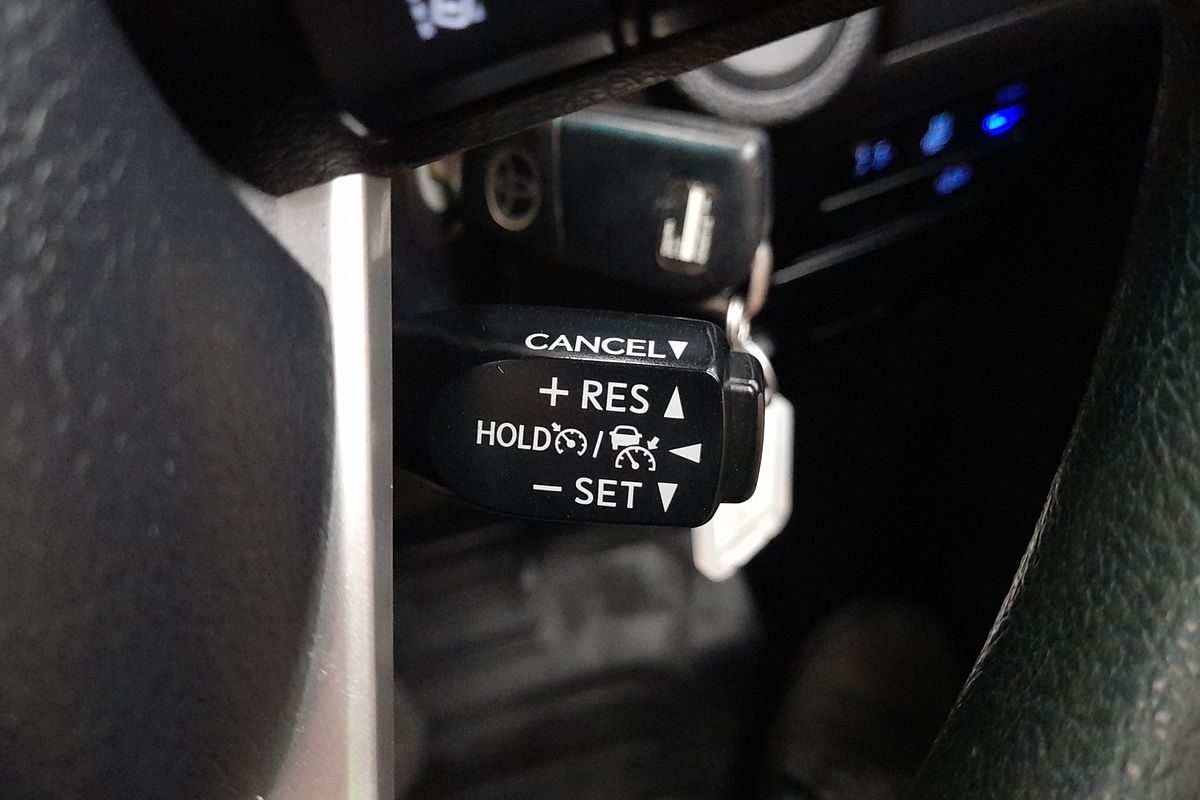 CANCEL▼
+ RES ▲
HOLD / ◄
− SET ▼